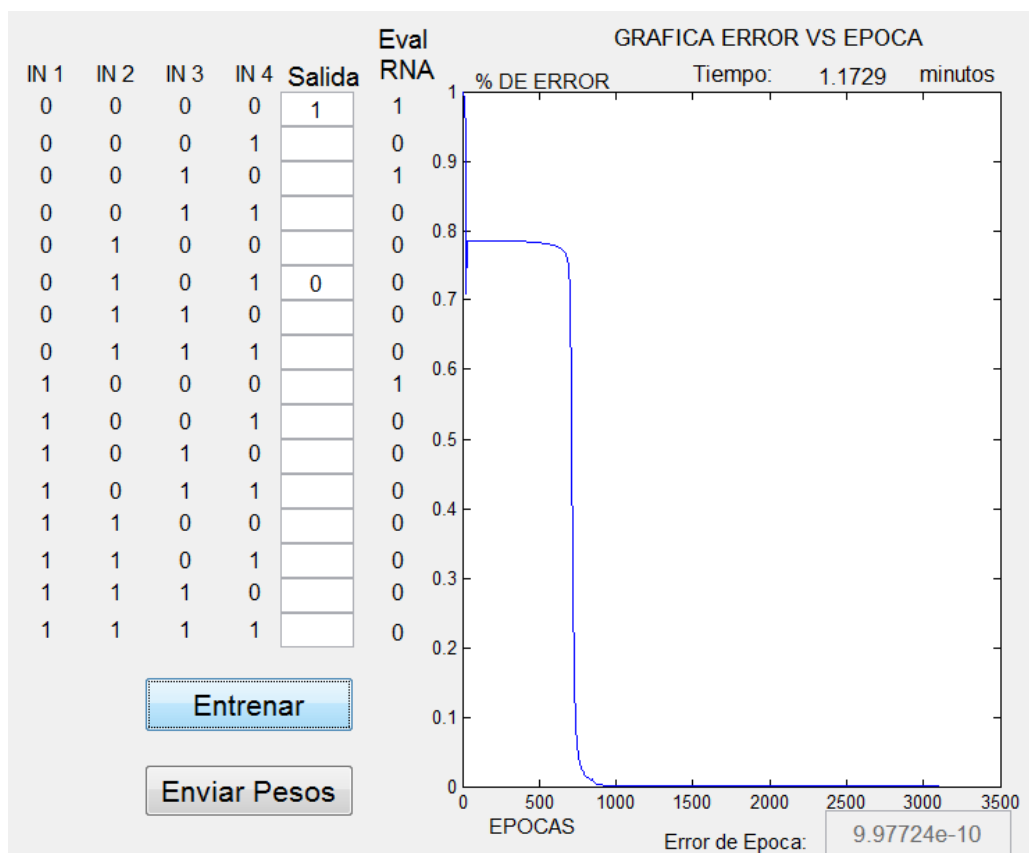 Eval
GRAFICA ERROR VS EPOCA
IN 1 IN 2 IN 3 IN 4 Salida RNA
% DE ERROR Tiempo: 1.1729 minutos
0 0 0 0 1 1
0 0 0 1 0
0 0 1 0 1
0 0 1 1 0
0 1 0 0 0
0 1 0 1 0 0
0 1 1 0 0
0 1 1 1 0
1 0 0 0 1
1 0 0 1 0
1 0 1 0 0
1 0 1 1 0
1 1 0 0 0
1 1 0 1 0
1 1 1 0 0
1 1 1 1 0
Entrenar
Enviar Pesos
1
0.9
0.8
0.7
0.6
0.5
0.4
0.3
0.2
0.1
0
0 500 1000 1500 2000 2500 3000 3500
EPOCAS
Error de Epoca: 9.97724e-10